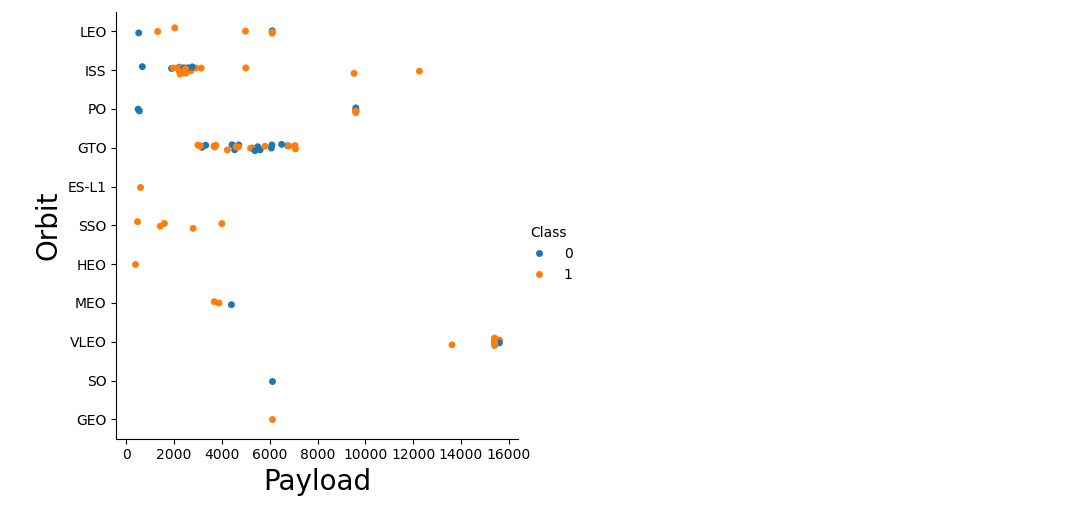 Orbit
LEO
ISS
PO
GTO
ES-L1
SSO
HEO
MEO
VLEO
SO
GEO
0 2000 4000 6000 8000 10000 12000 14000 16000
Payload
Class
0
1